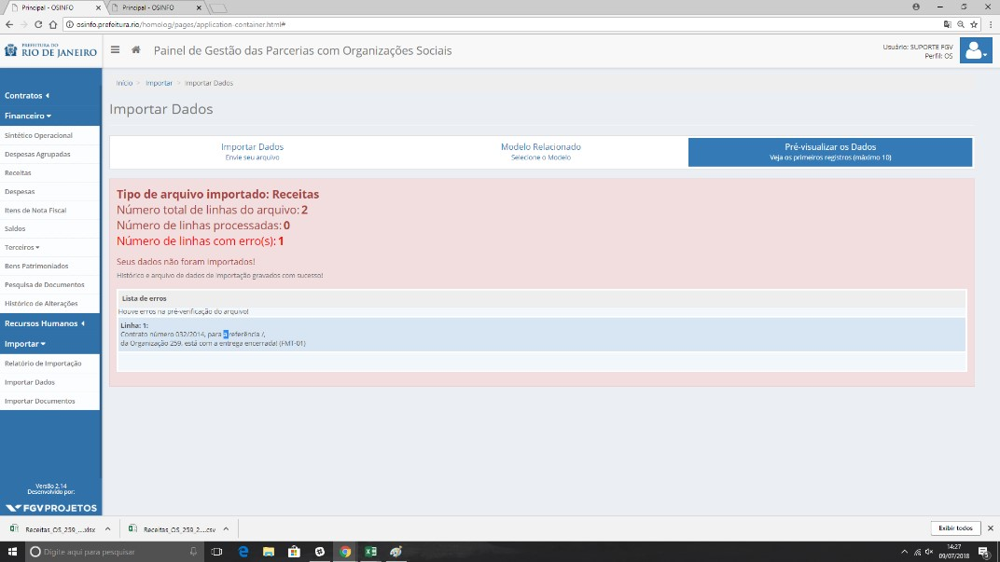 Principal - OSINFO
Principal - OSINFO
osinfo.prefeitura.rio/homolog/pages/application-container.html#
PREFEITURA DO
RIO DE JANEIRO
Painel de Gestão das Parcerias com Organizações Sociais
Usuário: SUPORTE FGV
Perfil: OS
Contratos
Financeiro
Sintético Operacional
Despesas Agrupadas
Receitas
Despesas
Itens de Nota Fiscal
Saldos
Terceiros
Bens Patrimoniados
Pesquisa de Documentos
Histórico de Alterações
Recursos Humanos
Importar
Relatório de Importação
Importar Dados
Importar Documentos
Versão 2.14
Desenvolvido por:
FGV PROJETOS
Início > Importar > Importar Dados
Importar Dados
Importar Dados
Envie seu arquivo
Modelo Relacionado
Selecione o Modelo
Pré-visualizar os Dados
Veja os primeiros registros (máximo 10)
Tipo de arquivo importado: Receitas
Número total de linhas do arquivo: 2
Número de linhas processadas: 0
Número de linhas com erro(s): 1
Seus dados não foram importados!
Histórico e arquivo de dados de importação gravados com sucesso!
Lista de erros
Houve erros na pré-verificação do arquivo!
Linha: 1:
Contrato número 032/2014, para a referência /,
da Organização 259, está com a entrega encerrada! (FMT-01)
Receitas_OS_259_....xlsx
Receitas_OS_259_2....csv
Exibir todos
Digite aqui para pesquisar
14:27
09/07/2018